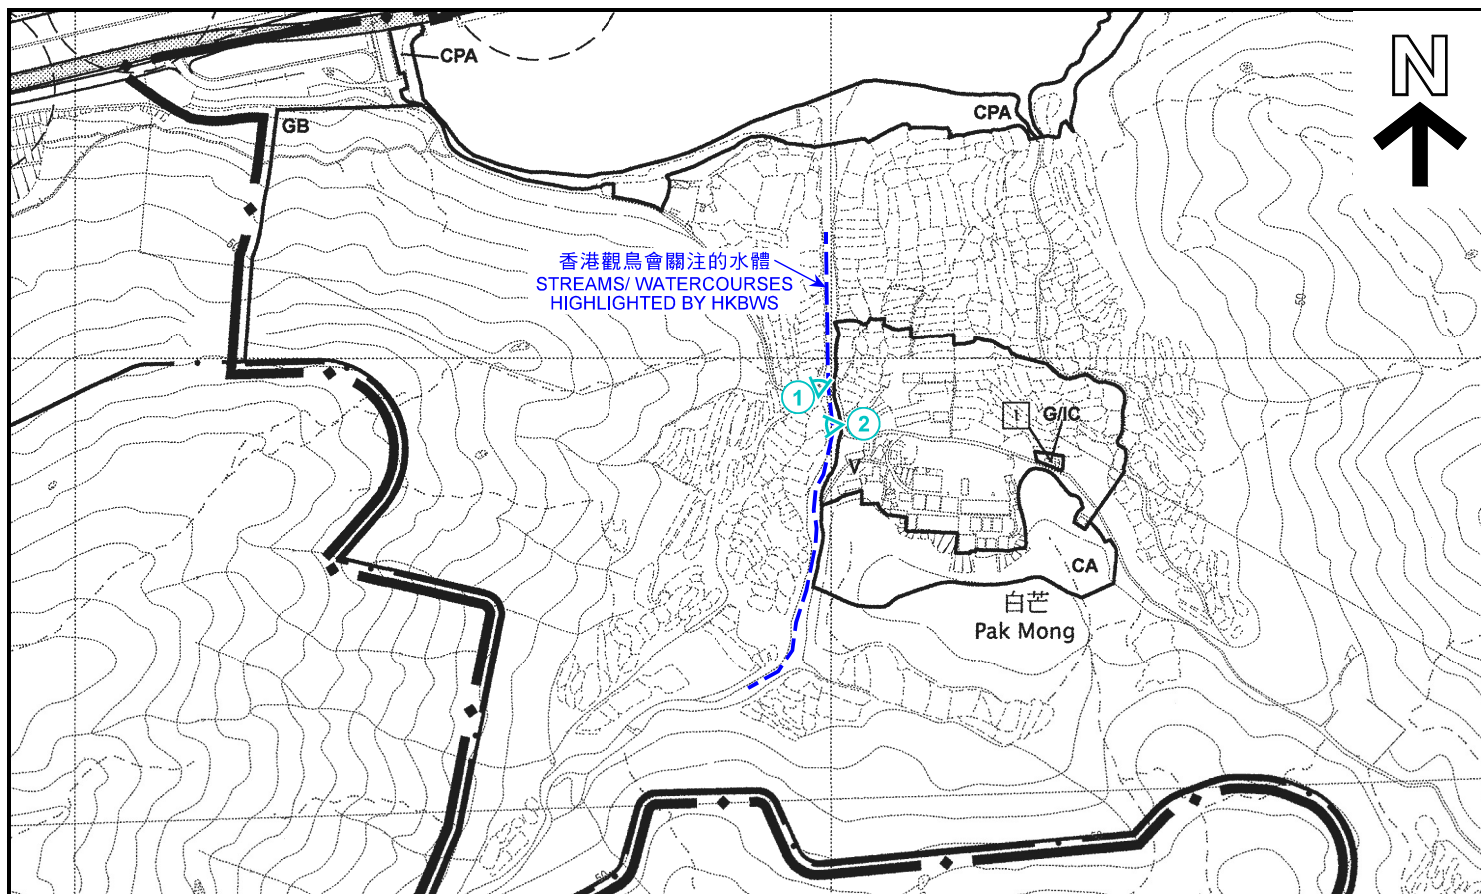 CPA
N
GB
CPA
香港觀鳥會關注的水體
STREAMS/ WATERCOURSES
HIGHLIGHTED BY HKBWS
1
2
I
G/IC
V
CA
白芒
Pak Mong
60
50
50